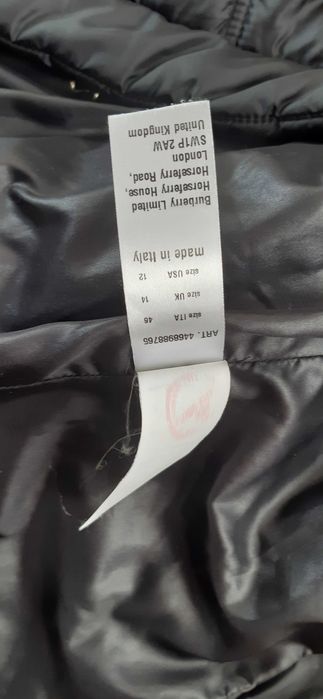 ART. 4458988765
size ITA 46
size UK 14
size USA 12
made in Italy
Burberry Limited
Horseferry House,
Horseferry Road,
London
SW1P 2AW
United Kingdom